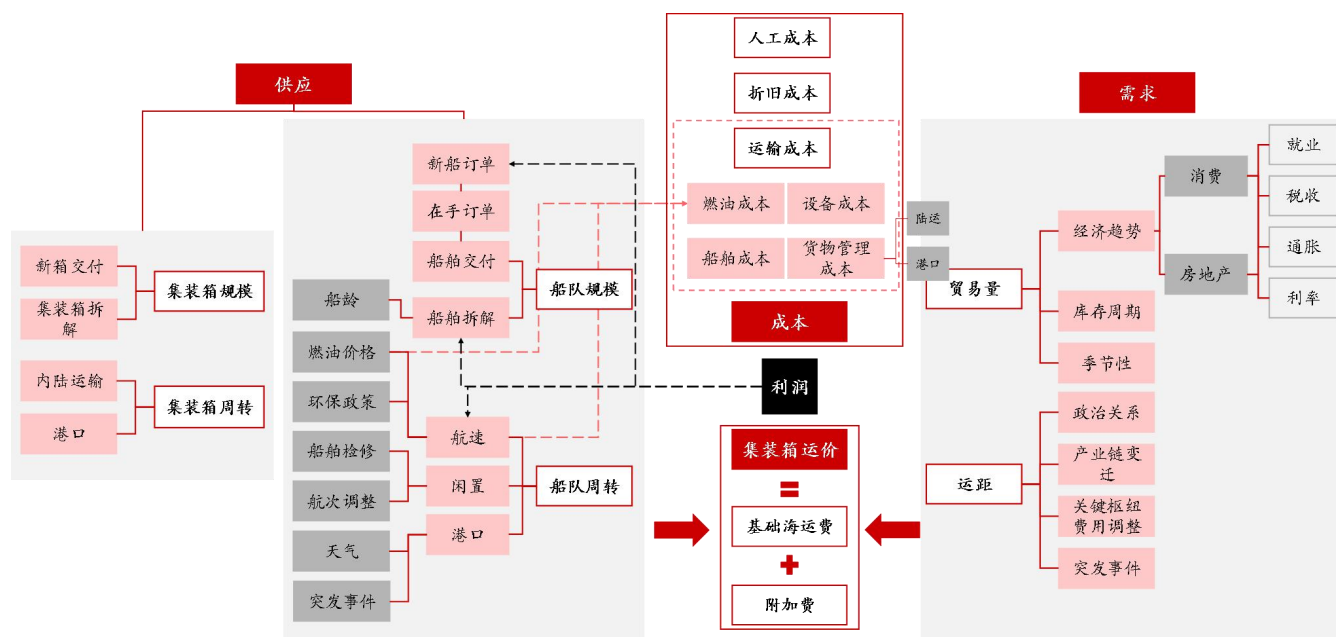 供应
新箱交付
集装箱拆
解
集装箱规模
内陆运输
港口
集装箱周转
新船订单
在手订单
船舶交付
船舶拆解
船队规模
船龄
燃油价格
环保政策
船舶检修
航次调整
天气
突发事件
航速
闲置
港口
船队周转
人工成本
折旧成本
运输成本
燃油成本
设备成本
船舶成本
货物管理
成本
陆运
港口
成本
利润
集装箱运价
=
基础海运费
+
附加费
需求
贸易量
经济趋势
消费
房地产
就业
税收
通胀
利率
库存周期
季节性
运距
政治关系
产业链变
迁
关键枢纽
费用调整
突发事件